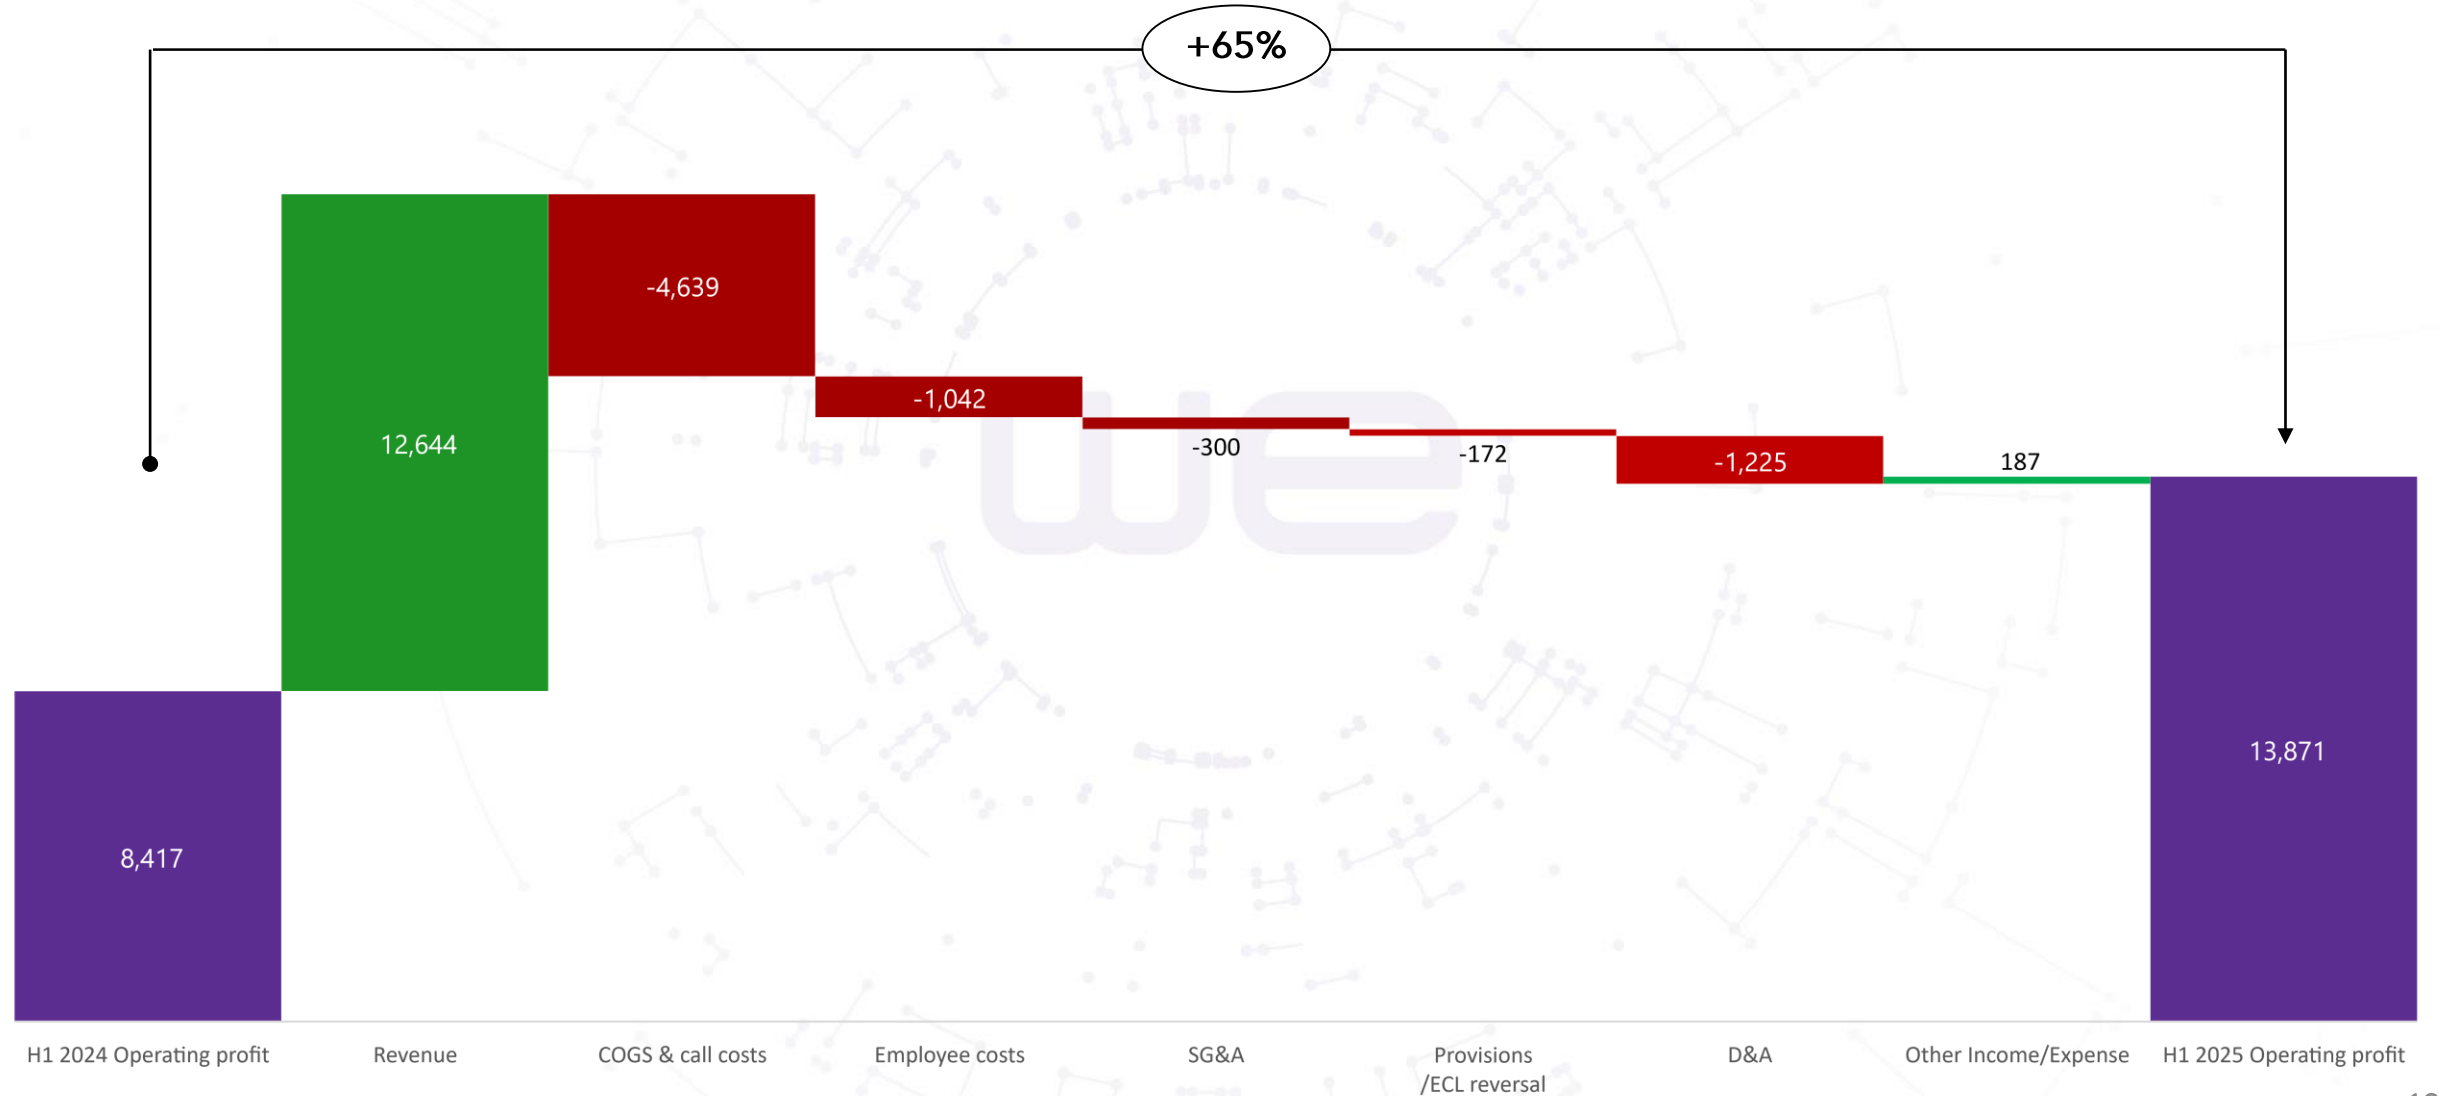 +65%
-4,639
-1,042
12,644
-300
-172
-1,225
187
8,417
13,871
we
H1 2024 Operating profit
Revenue
COGS & call costs
Employee costs
SG&A
Provisions
/ECL reversal
D&A
Other Income/Expense
H1 2025 Operating profit